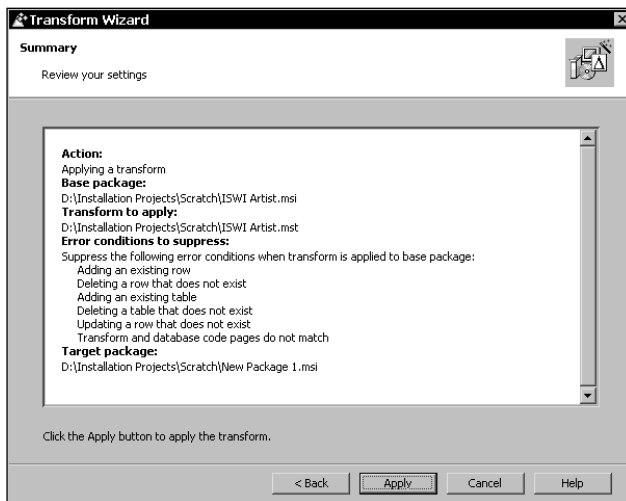 Transform Wizard
Summary
Review your settings
Action:
Applying a transform
Base package:
D:\Installation Projects\Scratch\ISWI Artist.msi
Transform to apply:
D:\Installation Projects\Scratch\ISWI Artist.mst
Error conditions to suppress:
Suppress the following error conditions when transform is applied to base package:
Adding an existing row
Deleting a row that does not exist
Adding an existing table
Deleting a table that does not exist
Updating a row that does not exist
Transform and database code pages do not match
Target package:
D:\Installation Projects\Scratch\New Package 1.msi
Click the Apply button to apply the transform.
< Back Apply Cancel Help